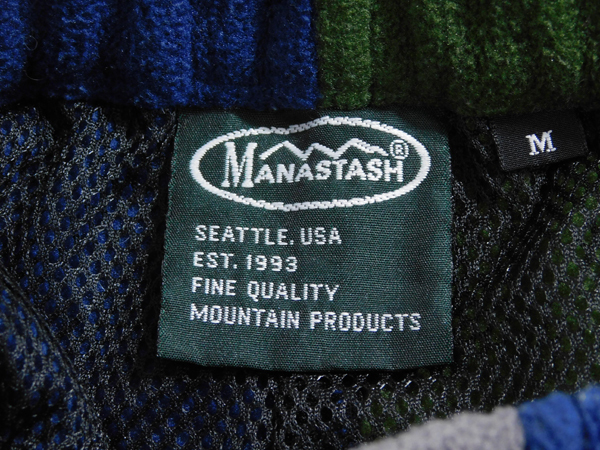 MANASTASH®
SEATTLE, USA
EST. 1993
FINE QUALITY
MOUNTAIN PRODUCTS
M